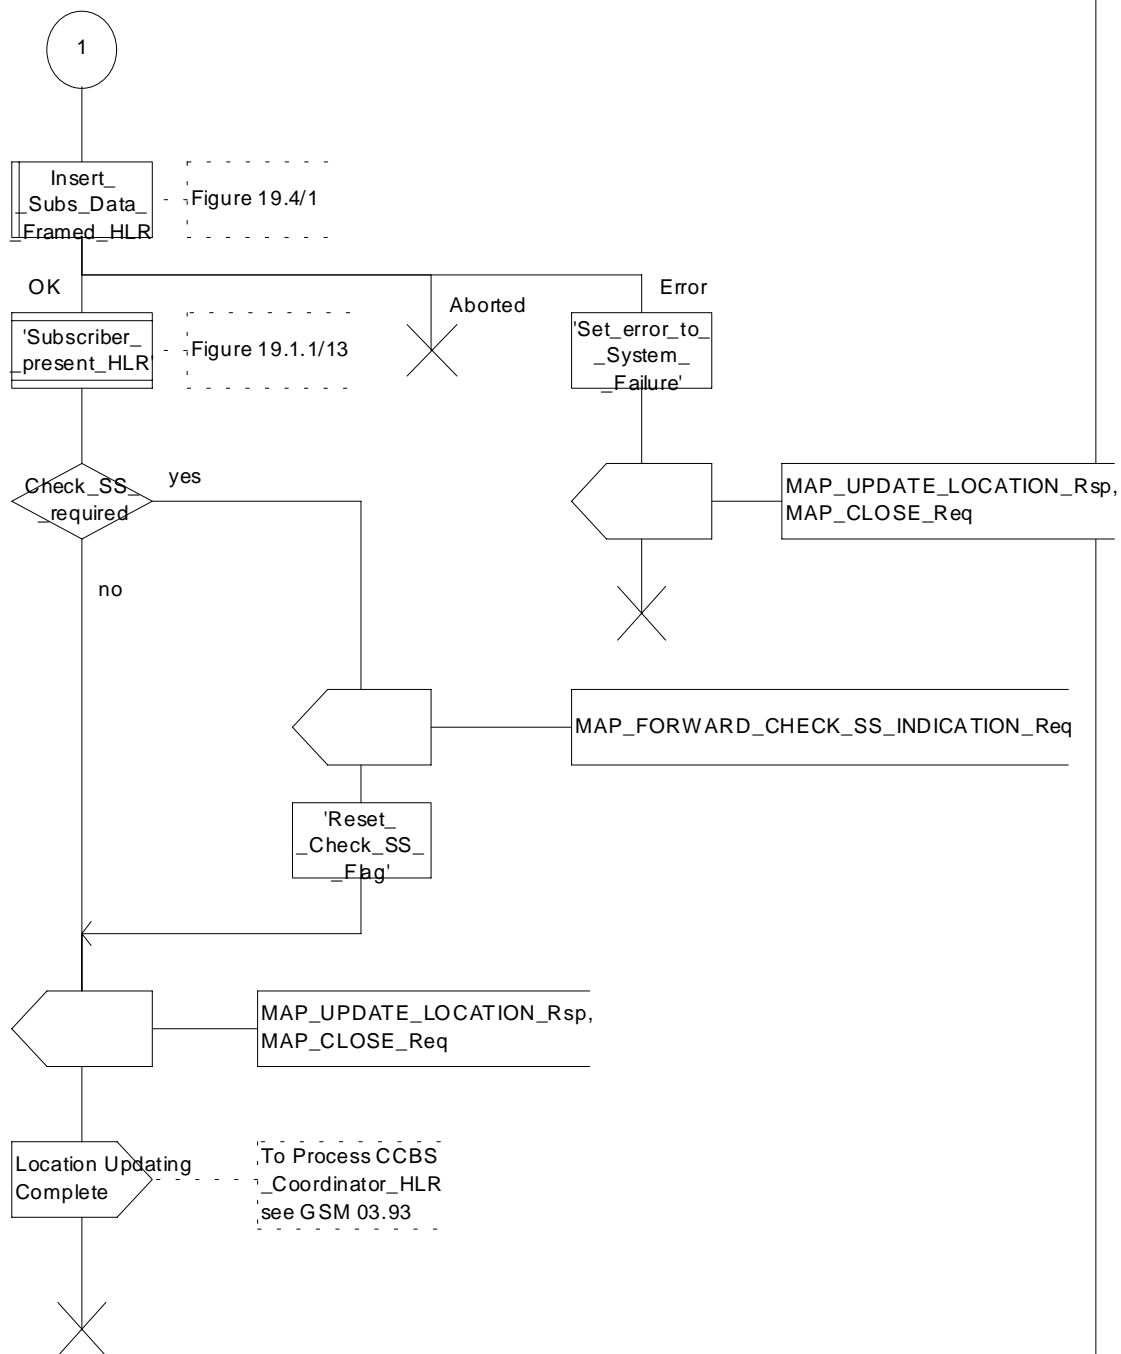 1
Insert_
_Subs_Data_
_Framed_HLR
Figure 19.4/1
OK
Aborted
Error
'Subscriber_
_present_HLR'
Figure 19.1.1/13
'Set_error_to_
_System_
_Failure'
Check_SS_
_required
yes
MAP_UPDATE_LOCATION_Rsp,
MAP_CLOSE_Req
no
MAP_FORWARD_CHECK_SS_INDICATION_Req
'Reset_
_Check_SS_
_Flag'
MAP_UPDATE_LOCATION_Rsp,
MAP_CLOSE_Req
Location Updating
Complete
To Process CCBS
_Coordinator_HLR
see GSM 03.93